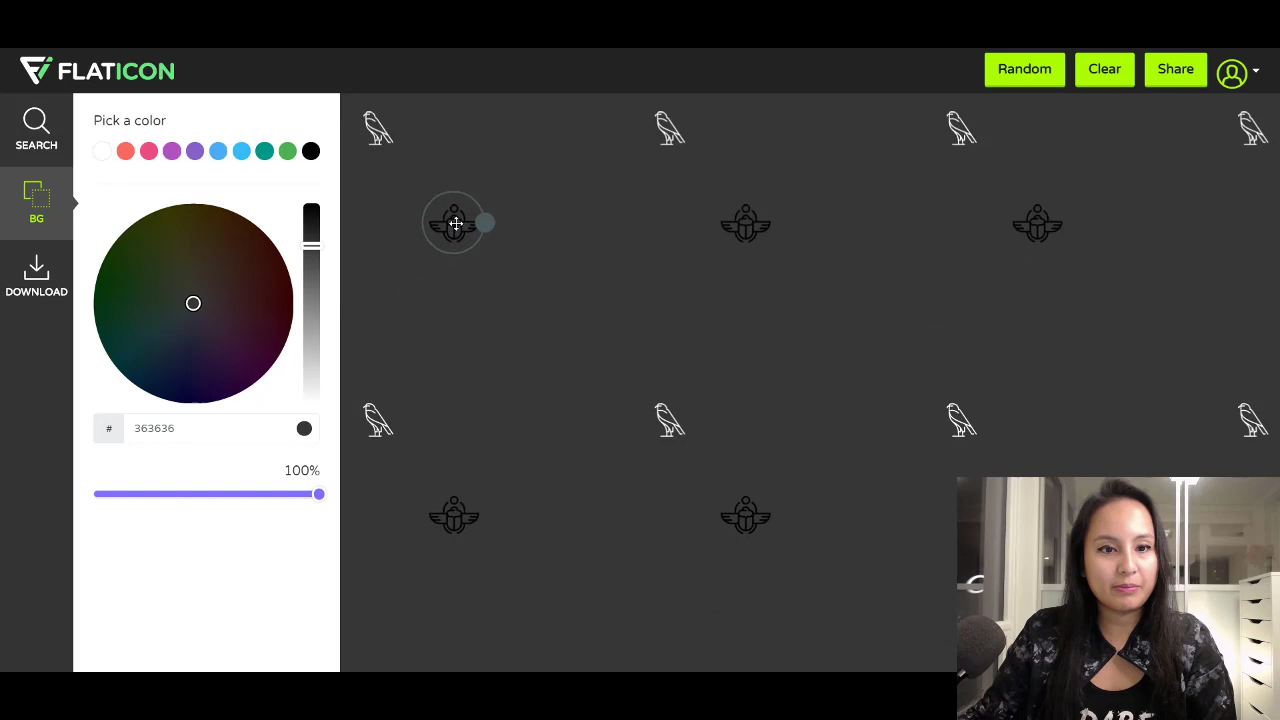 FLATICON
Random
Clear
Share
SEARCH
BG
DOWNLOAD
Pick a color
# 363636
100%